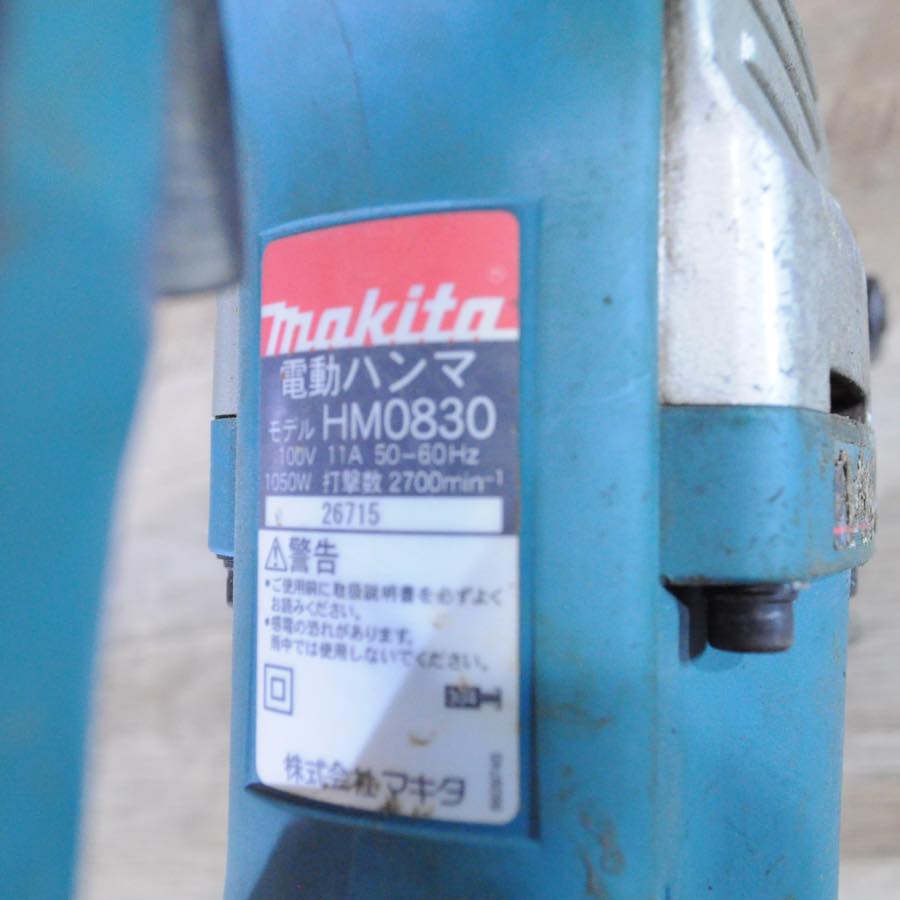 makita
電動ハンマ
モデル HM0830
100V 11A 50-60Hz
1050W 打撃数 2700min⁻¹
26715
⚠警告
•ご使用前に取扱説明書を必ずよく
お読みください。
•感電の恐れがあります。
雨中では使用しないでください。
株式会社マキタ